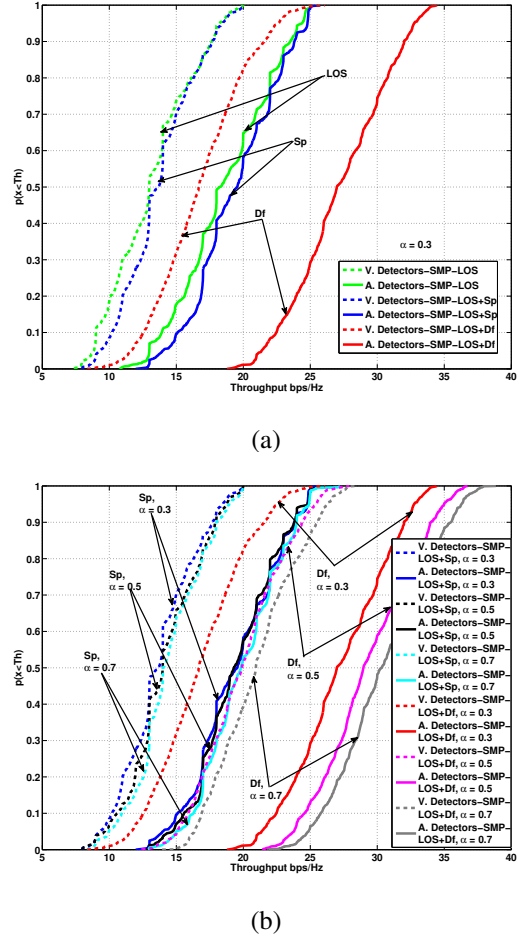 1
0.9
0.8
0.7
0.6
0.5
0.4
0.3
0.2
0.1
0
p(x<Th)
LOS
Sp
Df
α = 0.3
V. Detectors−SMP−LOS
A. Detectors−SMP−LOS
V. Detectors−SMP−LOS+Sp
A. Detectors−SMP−LOS+Sp
V. Detectors−SMP−LOS+Df
A. Detectors−SMP−LOS+Df
5 10 15 20 25 30 35 40
Throughput bps/Hz
(a)
1
0.9
0.8
0.7
0.6
0.5
0.4
0.3
0.2
0.1
0
p(x<Th)
Sp,
α = 0.3
Sp,
α = 0.5
Sp,
α = 0.7
Df,
α = 0.3
Df,
α = 0.5
Df,
α = 0.7
V. Detectors−SMP−
LOS+Sp, α = 0.3
A. Detectors−SMP−
LOS+Sp, α = 0.3
V. Detectors−SMP−
LOS+Sp, α = 0.5
A. Detectors−SMP−
LOS+Sp, α = 0.5
V. Detectors−SMP−
LOS+Sp, α = 0.7
A. Detectors−SMP−
LOS+Sp, α = 0.7
V. Detectors−SMP−
LOS+Df, α = 0.3
A. Detectors−SMP−
LOS+Df, α = 0.3
V. Detectors−SMP−
LOS+Df, α = 0.5
A. Detectors−SMP−
LOS+Df, α = 0.5
V. Detectors−SMP−
LOS+Df, α = 0.7
A. Detectors−SMP−
LOS+Df, α = 0.7
5 10 15 20 25 30 35 40
Throughput bps/Hz
(b)